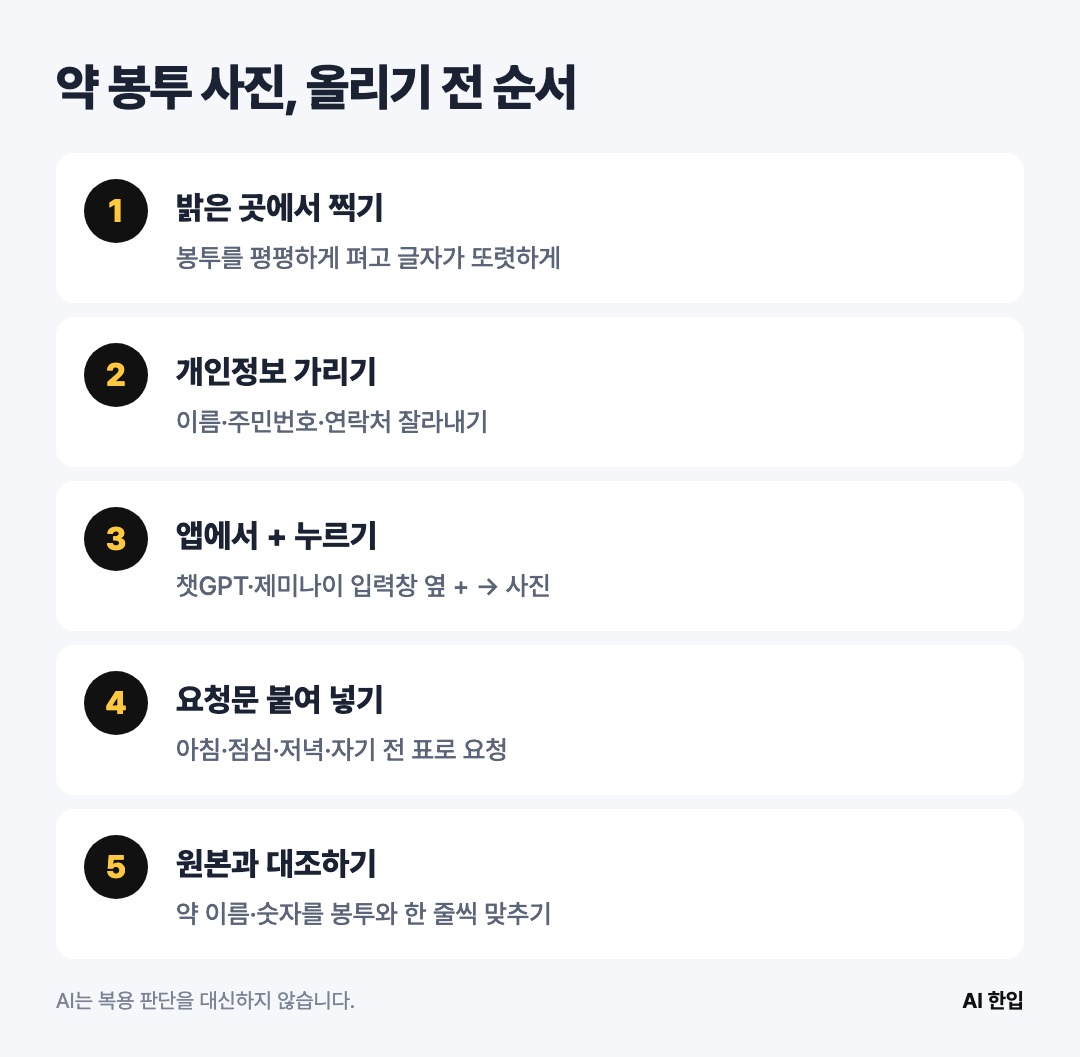 약 봉투 사진, 올리기 전 순서
1
밝은 곳에서 찍기
봉투를 평평하게 펴고 글자가 또렷하게
2
개인정보 가리기
이름·주민번호·연락처 잘라내기
3
앱에서 + 누르기
챗GPT·제미나이 입력창 옆 + → 사진
4
요청문 붙여 넣기
아침·점심·저녁·자기 전 표로 요청
5
원본과 대조하기
약 이름·숫자를 봉투와 한 줄씩 맞추기
AI는 복용 판단을 대신하지 않습니다.
AI 한입